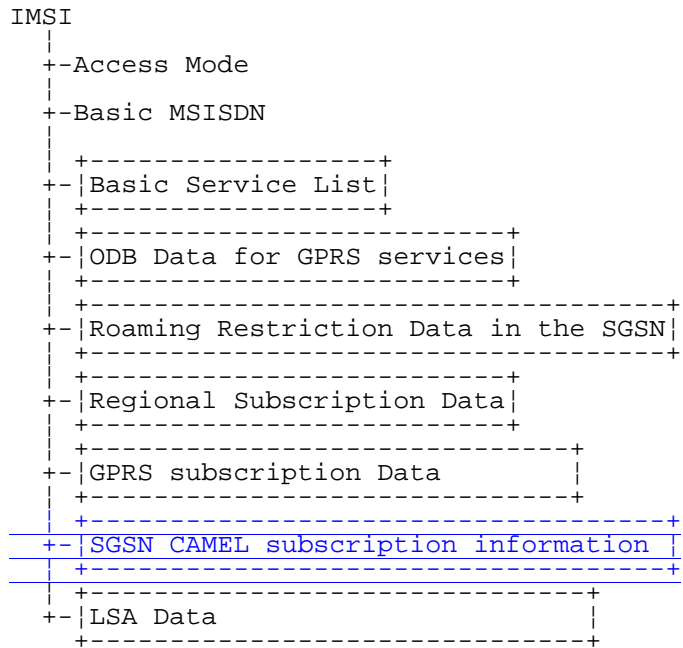 IMSI
Access Mode
Basic MSISDN
Basic Service List
ODB Data for GPRS services
Roaming Restriction Data in the SGSN
Regional Subscription Data
GPRS subscription Data
SGSN CAMEL subscription information
LSA Data